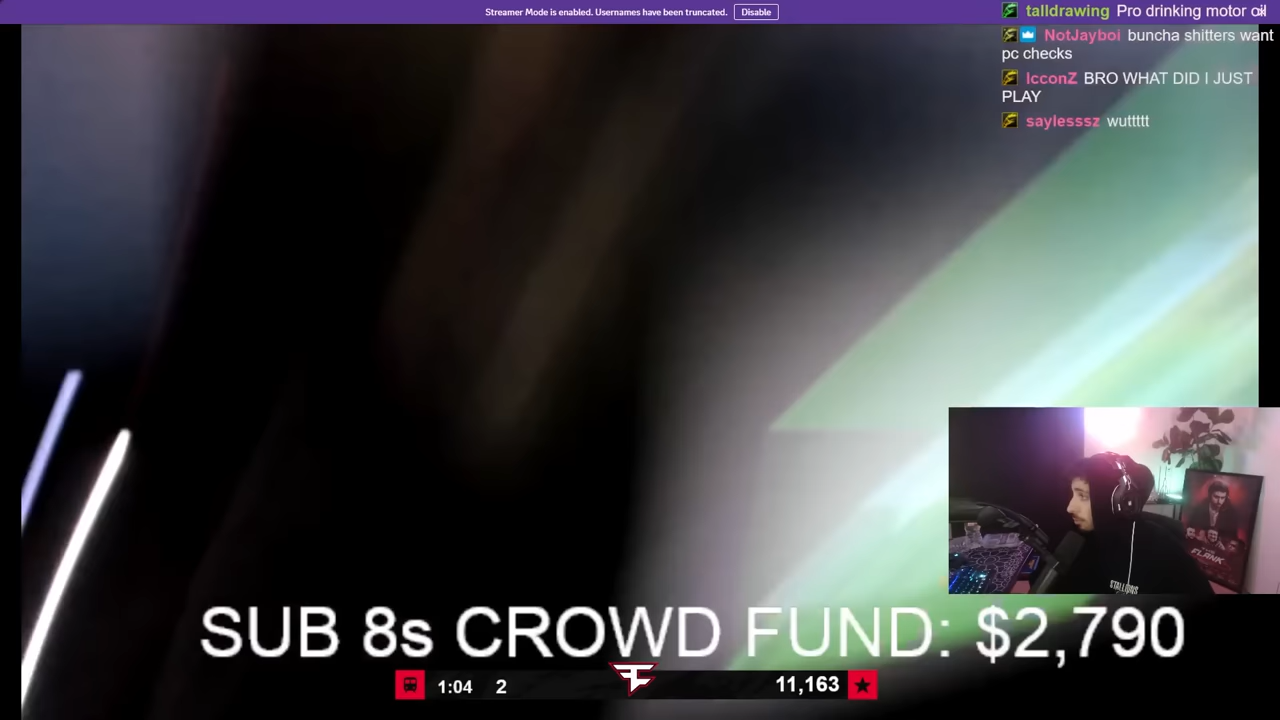 Streamer Mode is enabled. Usernames have been truncated. Disable
talldrawing Pro drinking motor oil
NotJayboi buncha shitters want
pc checks
IcconZ BRO WHAT DID I JUST
PLAY
saylesssz wuttttt
STALLIONS
FLANK
SUB 8s CROWD FUND: $2,790
1:04 2 11,163